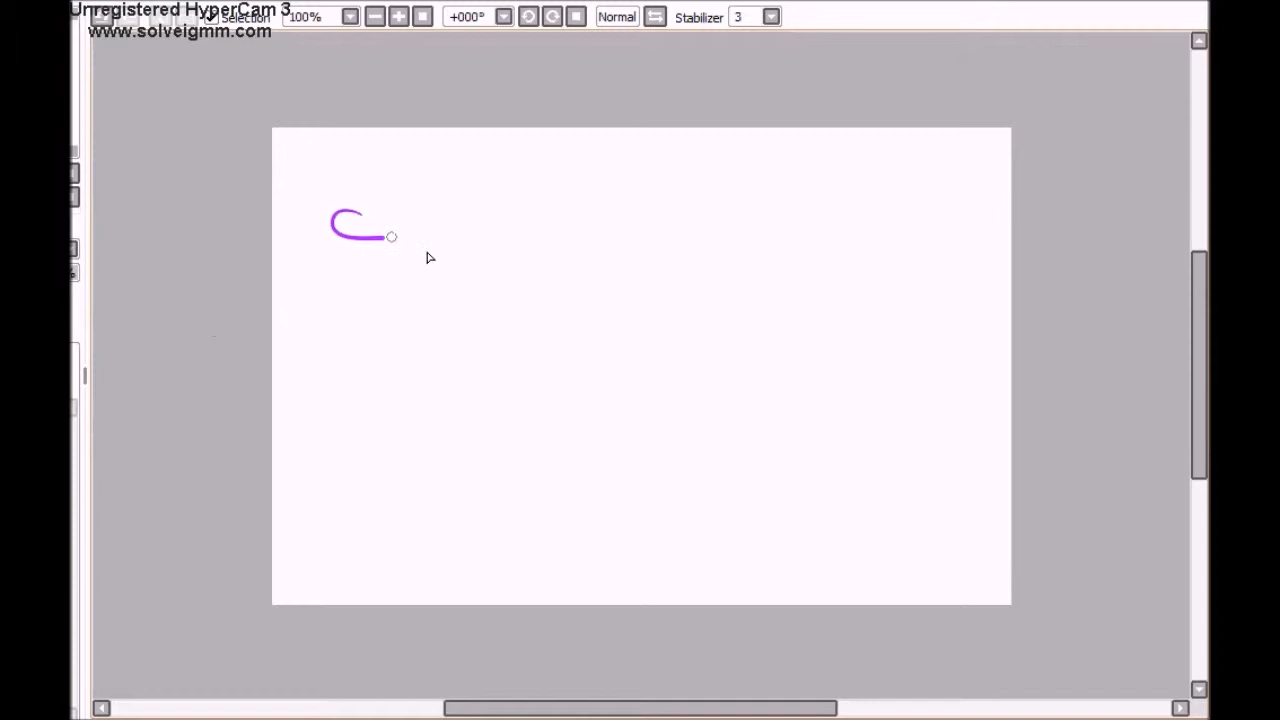 Unregistered HyperCam 3
www.solveigmm.com
Selection 100% +000° Normal Stabilizer 3